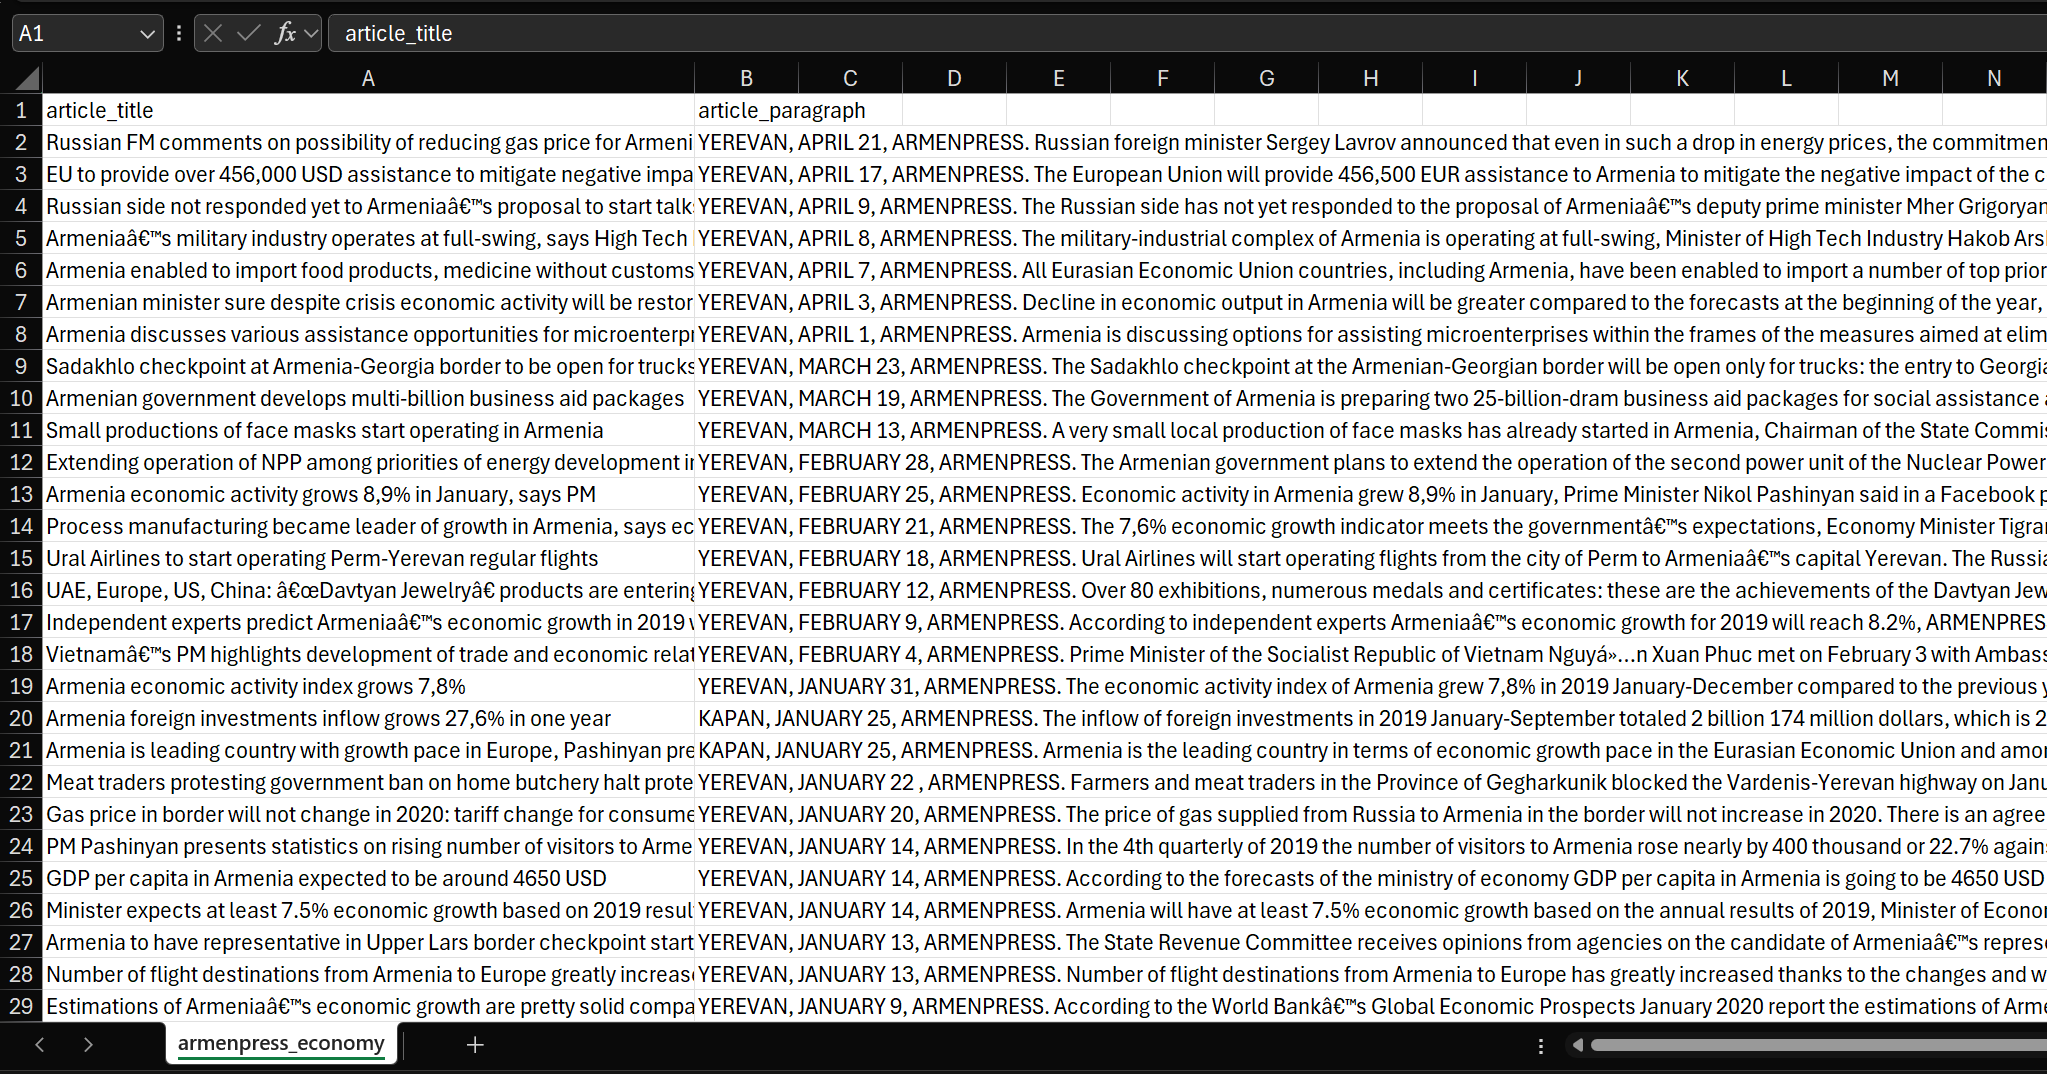 A1 fx article_title
A B C D E F G H I J K L M N
1 article_title article_paragraph
2 Russian FM comments on possibility of reducing gas price for Armeni YEREVAN, APRIL 21, ARMENPRESS. Russian foreign minister Sergey Lavrov announced that even in such a drop in energy prices, the commitmen
3 EU to provide over 456,000 USD assistance to mitigate negative impa YEREVAN, APRIL 17, ARMENPRESS. The European Union will provide 456,500 EUR assistance to Armenia to mitigate the negative impact of the c
4 Russian side not responded yet to Armeniaâ€™s proposal to start talk YEREVAN, APRIL 9, ARMENPRESS. The Russian side has not yet responded to the proposal of Armeniaâ€™s deputy prime minister Mher Grigoryan
5 Armeniaâ€™s military industry operates at full-swing, says High Tech YEREVAN, APRIL 8, ARMENPRESS. The military-industrial complex of Armenia is operating at full-swing, Minister of High Tech Industry Hakob Ars
6 Armenia enabled to import food products, medicine without customs YEREVAN, APRIL 7, ARMENPRESS. All Eurasian Economic Union countries, including Armenia, have been enabled to import a number of top prior
7 Armenian minister sure despite crisis economic activity will be restor YEREVAN, APRIL 3, ARMENPRESS. Decline in economic output in Armenia will be greater compared to the forecasts at the beginning of the year,
8 Armenia discusses various assistance opportunities for microenterpr YEREVAN, APRIL 1, ARMENPRESS. Armenia is discussing options for assisting microenterprises within the frames of the measures aimed at elim
9 Sadakhlo checkpoint at Armenia-Georgia border to be open for trucks YEREVAN, MARCH 23, ARMENPRESS. The Sadakhlo checkpoint at the Armenian-Georgian border will be open only for trucks: the entry to Georgia
10 Armenian government develops multi-billion business aid packages YEREVAN, MARCH 19, ARMENPRESS. The Government of Armenia is preparing two 25-billion-dram business aid packages for social assistance a
11 Small productions of face masks start operating in Armenia YEREVAN, MARCH 13, ARMENPRESS. A very small local production of face masks has already started in Armenia, Chairman of the State Commis
12 Extending operation of NPP among priorities of energy development in YEREVAN, FEBRUARY 28, ARMENPRESS. The Armenian government plans to extend the operation of the second power unit of the Nuclear Power
13 Armenia economic activity grows 8,9% in January, says PM YEREVAN, FEBRUARY 25, ARMENPRESS. Economic activity in Armenia grew 8,9% in January, Prime Minister Nikol Pashinyan said in a Facebook p
14 Process manufacturing became leader of growth in Armenia, says ec YEREVAN, FEBRUARY 21, ARMENPRESS. The 7,6% economic growth indicator meets the governmentâ€™s expectations, Economy Minister Tigran
15 Ural Airlines to start operating Perm-Yerevan regular flights YEREVAN, FEBRUARY 18, ARMENPRESS. Ural Airlines will start operating flights from the city of Perm to Armeniaâ€™s capital Yerevan. The Russia
16 UAE, Europe, US, China: â€œDavtyan Jewelryâ€ products are entering YEREVAN, FEBRUARY 12, ARMENPRESS. Over 80 exhibitions, numerous medals and certificates: these are the achievements of the Davtyan Jew
17 Independent experts predict Armeniaâ€™s economic growth in 2019 w YEREVAN, FEBRUARY 9, ARMENPRESS. According to independent experts Armeniaâ€™s economic growth for 2019 will reach 8.2%, ARMENPRES
18 Vietnamâ€™s PM highlights development of trade and economic relat YEREVAN, FEBRUARY 4, ARMENPRESS. Prime Minister of the Socialist Republic of Vietnam Nguyá»…n Xuan Phuc met on February 3 with Ambass
19 Armenia economic activity index grows 7,8% YEREVAN, JANUARY 31, ARMENPRESS. The economic activity index of Armenia grew 7,8% in 2019 January-December compared to the previous y
20 Armenia foreign investments inflow grows 27,6% in one year KAPAN, JANUARY 25, ARMENPRESS. The inflow of foreign investments in 2019 January-September totaled 2 billion 174 million dollars, which is 2
21 Armenia is leading country with growth pace in Europe, Pashinyan pre KAPAN, JANUARY 25, ARMENPRESS. Armenia is the leading country in terms of economic growth pace in the Eurasian Economic Union and amon
22 Meat traders protesting government ban on home butchery halt prote YEREVAN, JANUARY 22 , ARMENPRESS. Farmers and meat traders in the Province of Gegharkunik blocked the Vardenis-Yerevan highway on Janu
23 Gas price in border will not change in 2020: tariff change for consume YEREVAN, JANUARY 20, ARMENPRESS. The price of gas supplied from Russia to Armenia in the border will not increase in 2020. There is an agree
24 PM Pashinyan presents statistics on rising number of visitors to Arme YEREVAN, JANUARY 14, ARMENPRESS. In the 4th quarterly of 2019 the number of visitors to Armenia rose nearly by 400 thousand or 22.7% again
25 GDP per capita in Armenia expected to be around 4650 USD YEREVAN, JANUARY 14, ARMENPRESS. According to the forecasts of the ministry of economy GDP per capita in Armenia is going to be 4650 USD
26 Minister expects at least 7.5% economic growth based on 2019 resul YEREVAN, JANUARY 14, ARMENPRESS. Armenia will have at least 7.5% economic growth based on the annual results of 2019, Minister of Econo
27 Armenia to have representative in Upper Lars border checkpoint start YEREVAN, JANUARY 13, ARMENPRESS. The State Revenue Committee receives opinions from agencies on the candidate of Armeniaâ€™s repres
28 Number of flight destinations from Armenia to Europe greatly increas YEREVAN, JANUARY 13, ARMENPRESS. Number of flight destinations from Armenia to Europe has greatly increased thanks to the changes and w
29 Estimations of Armeniaâ€™s economic growth are pretty solid compa YEREVAN, JANUARY 9, ARMENPRESS. According to the World Bankâ€™s Global Economic Prospects January 2020 report the estimations of Arme
armenpress_economy